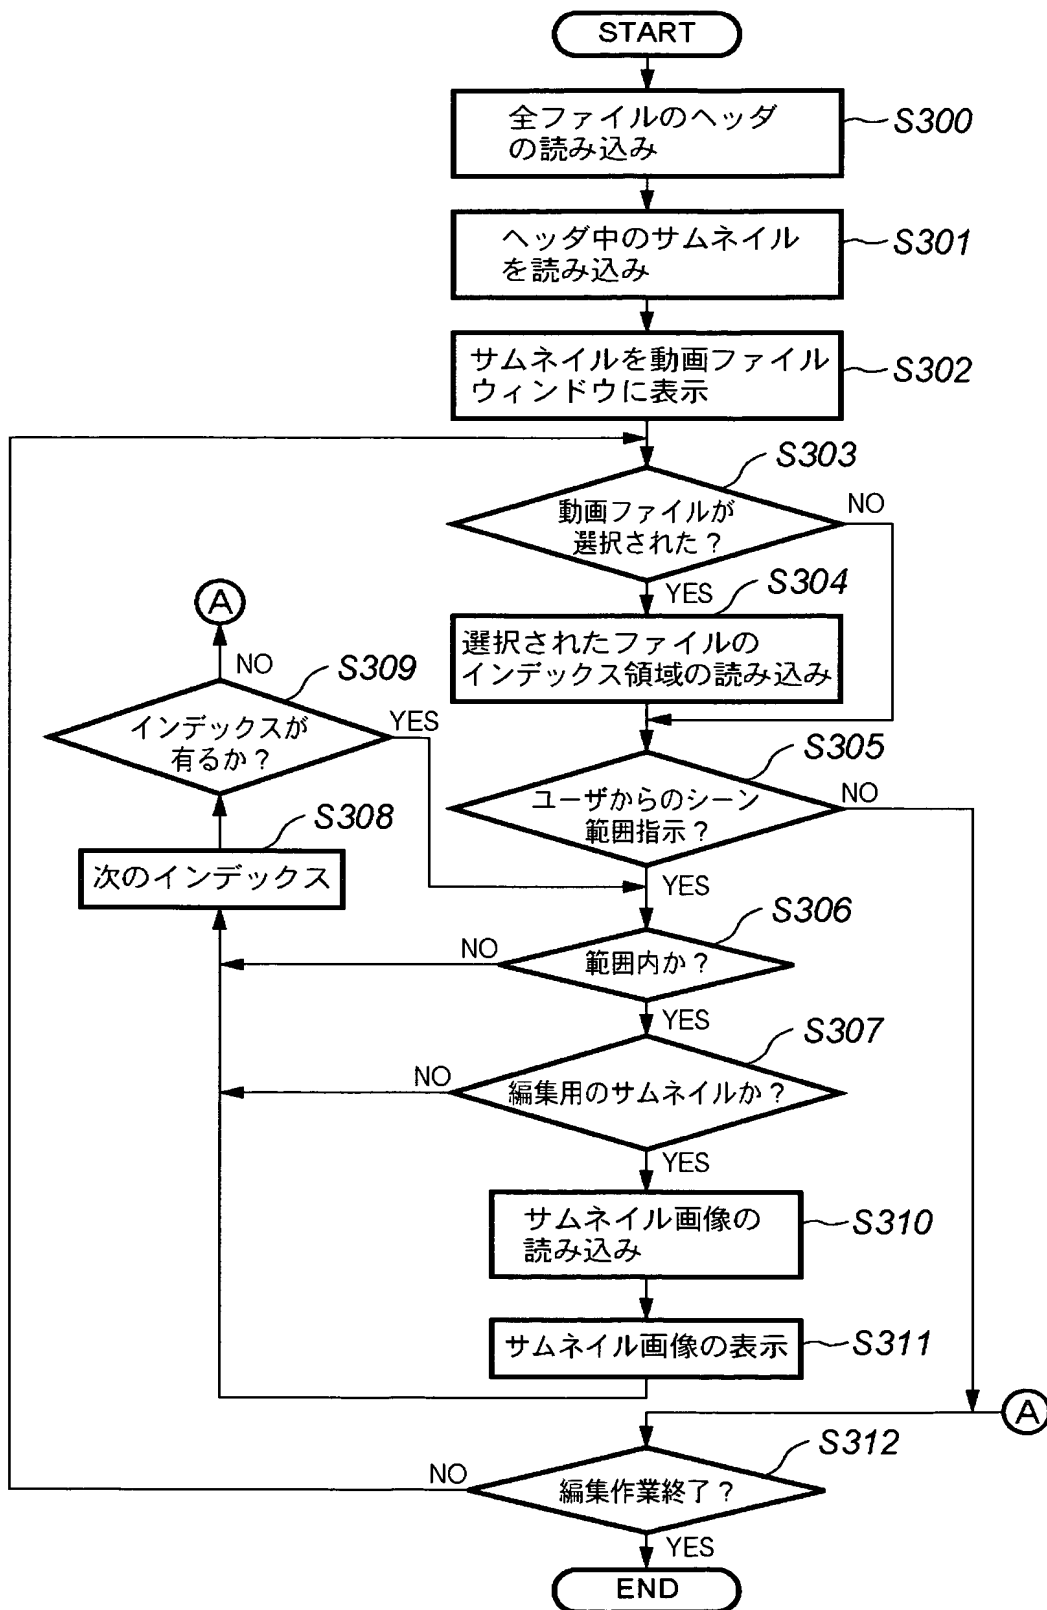 START
全ファイルのヘッダ
の読み込み
S300
ヘッダ中のサムネイル
を読み込み
S301
サムネイルを動画ファイル
ウィンドウに表示
S302
S303
動画ファイルが
選択された？
NO
YES
S304
選択されたファイルの
インデックス領域の読み込み
A
NO
S309
インデックスが
有るか？
YES
S305
ユーザからのシーン
範囲指示？
NO
YES
S308
次のインデックス
S306
範囲内か？
NO
YES
S307
編集用のサムネイルか？
NO
YES
サムネイル画像の
読み込み
S310
サムネイル画像の表示
S311
A
S312
編集作業終了？
NO
YES
END